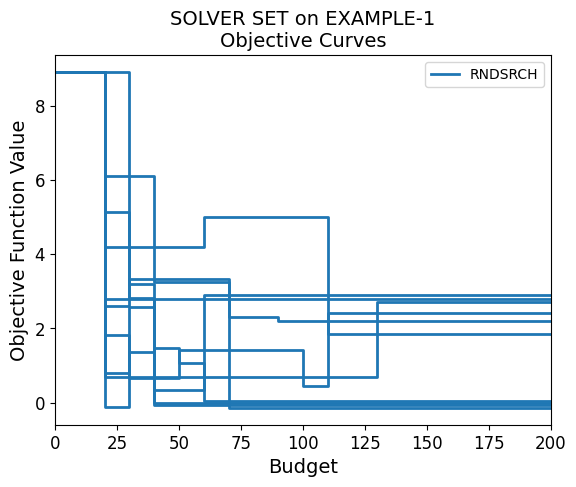 SOLVER SET on EXAMPLE-1
Objective Curves
RNDSRCH
Objective Function Value
8
6
4
2
0
0 25 50 75 100 125 150 175 200
Budget